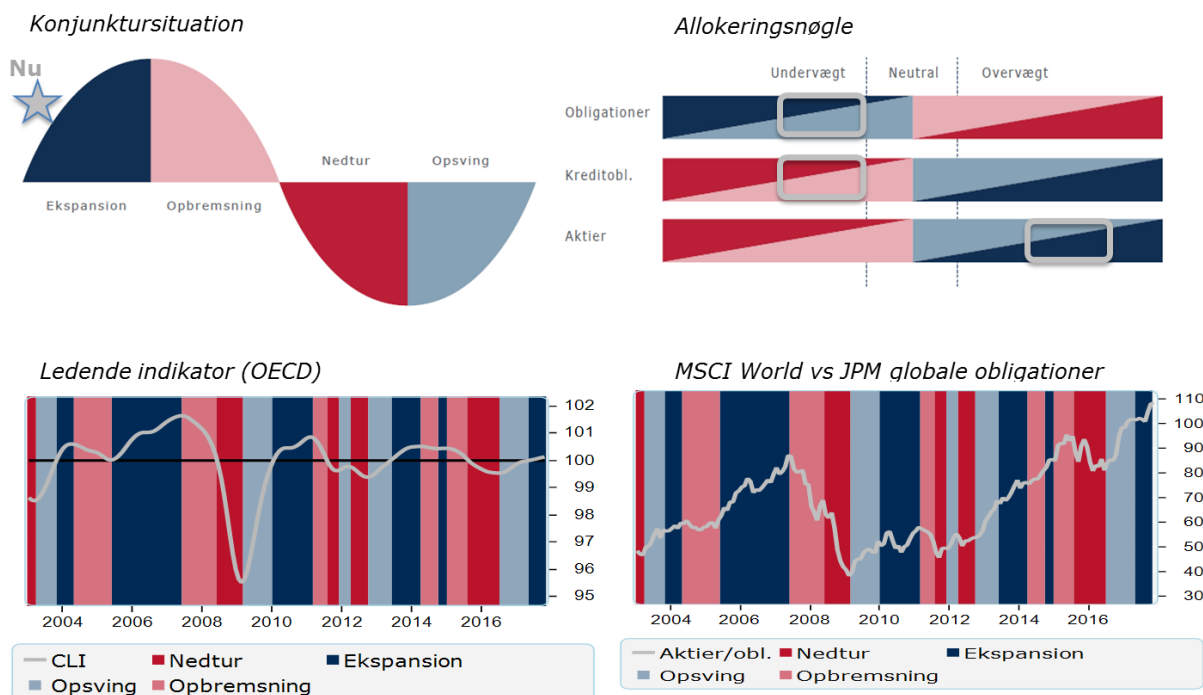 Konjunktursituation
Nu
Nedtur
Opsving
Ekspansion
Opbremsning
Allokeringsnøgle
Undervægt
Neutral
Overvægt
Obligationer
Kreditobl.
Aktier
Ledende indikator (OECD)
102
101
100
99
98
97
96
95
2004
2006
2008
2010
2012
2014
2016
CLI
Nedtur
Ekspansion
Opsving
Opbremsning
MSCI World vs JPM globale obligationer
110
100
90
80
70
60
50
40
30
2004
2006
2008
2010
2012
2014
2016
Aktier/obl.
Nedtur
Ekspansion
Opsving
Opbremsning